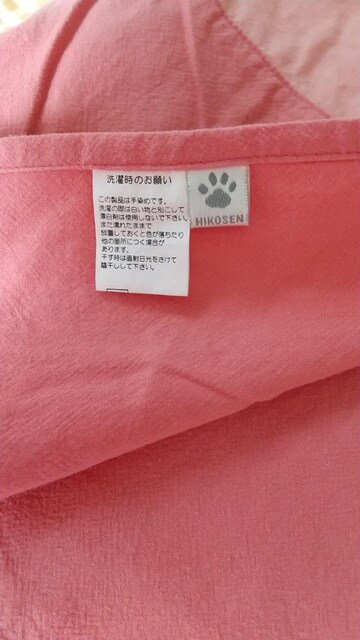 洗濯時のお願い
この製品は手染めです。
洗濯の際は白い物と別にして
漂白剤は使用しないで下さい。
また濡れたままで
放置しておくと色が落ちたり
他の箇所につく場合が
あります。
干す時は直射日光をさけて
陰干しして下さい。
HIKOSEN